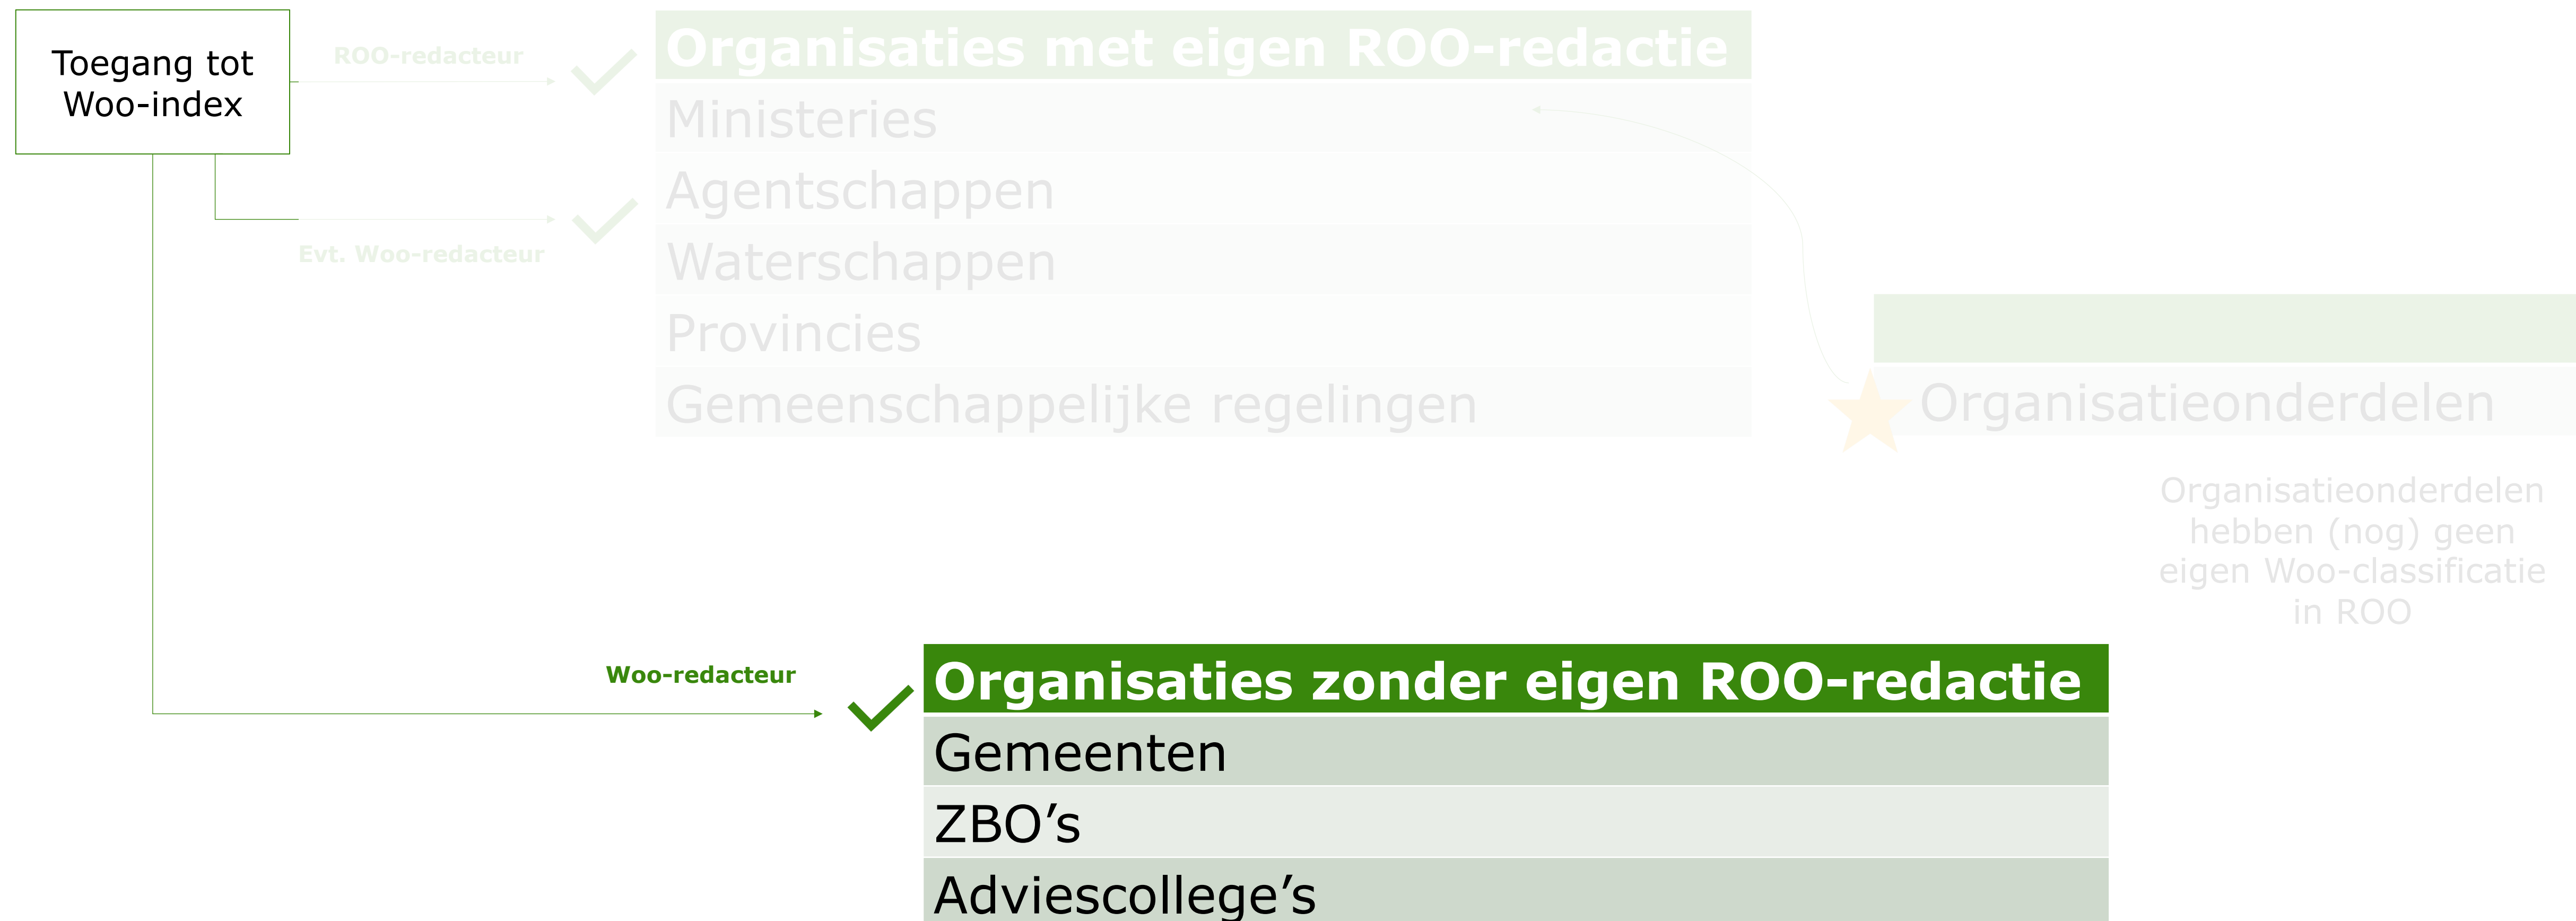 Toegang tot
Woo-index
ROO-redacteur
Evt. Woo-redacteur
Organisaties met eigen ROO-redactie
Ministeries
Agentschappen
Waterschappen
Provincies
Gemeenschappelijke regelingen
Organisatieonderdelen
Organisatieonderdelen
hebben (nog) geen
eigen Woo-classificatie
in ROO
Woo-redacteur
Organisaties zonder eigen ROO-redactie
Gemeenten
ZBO’s
Adviescollege’s